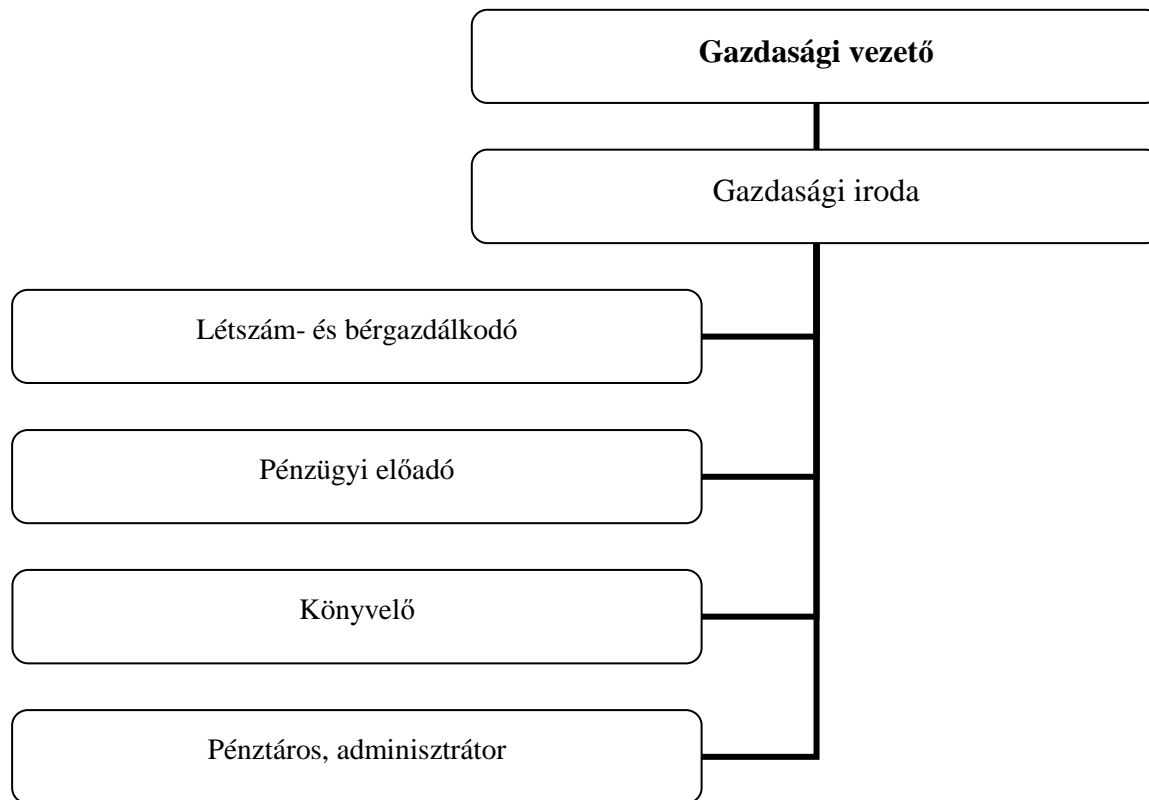 Gazdasági vezető
Gazdasági iroda
Létszám- és bérgazdálkodó
Pénzügyi előadó
Könyvelő
Pénztáros, adminisztrátor